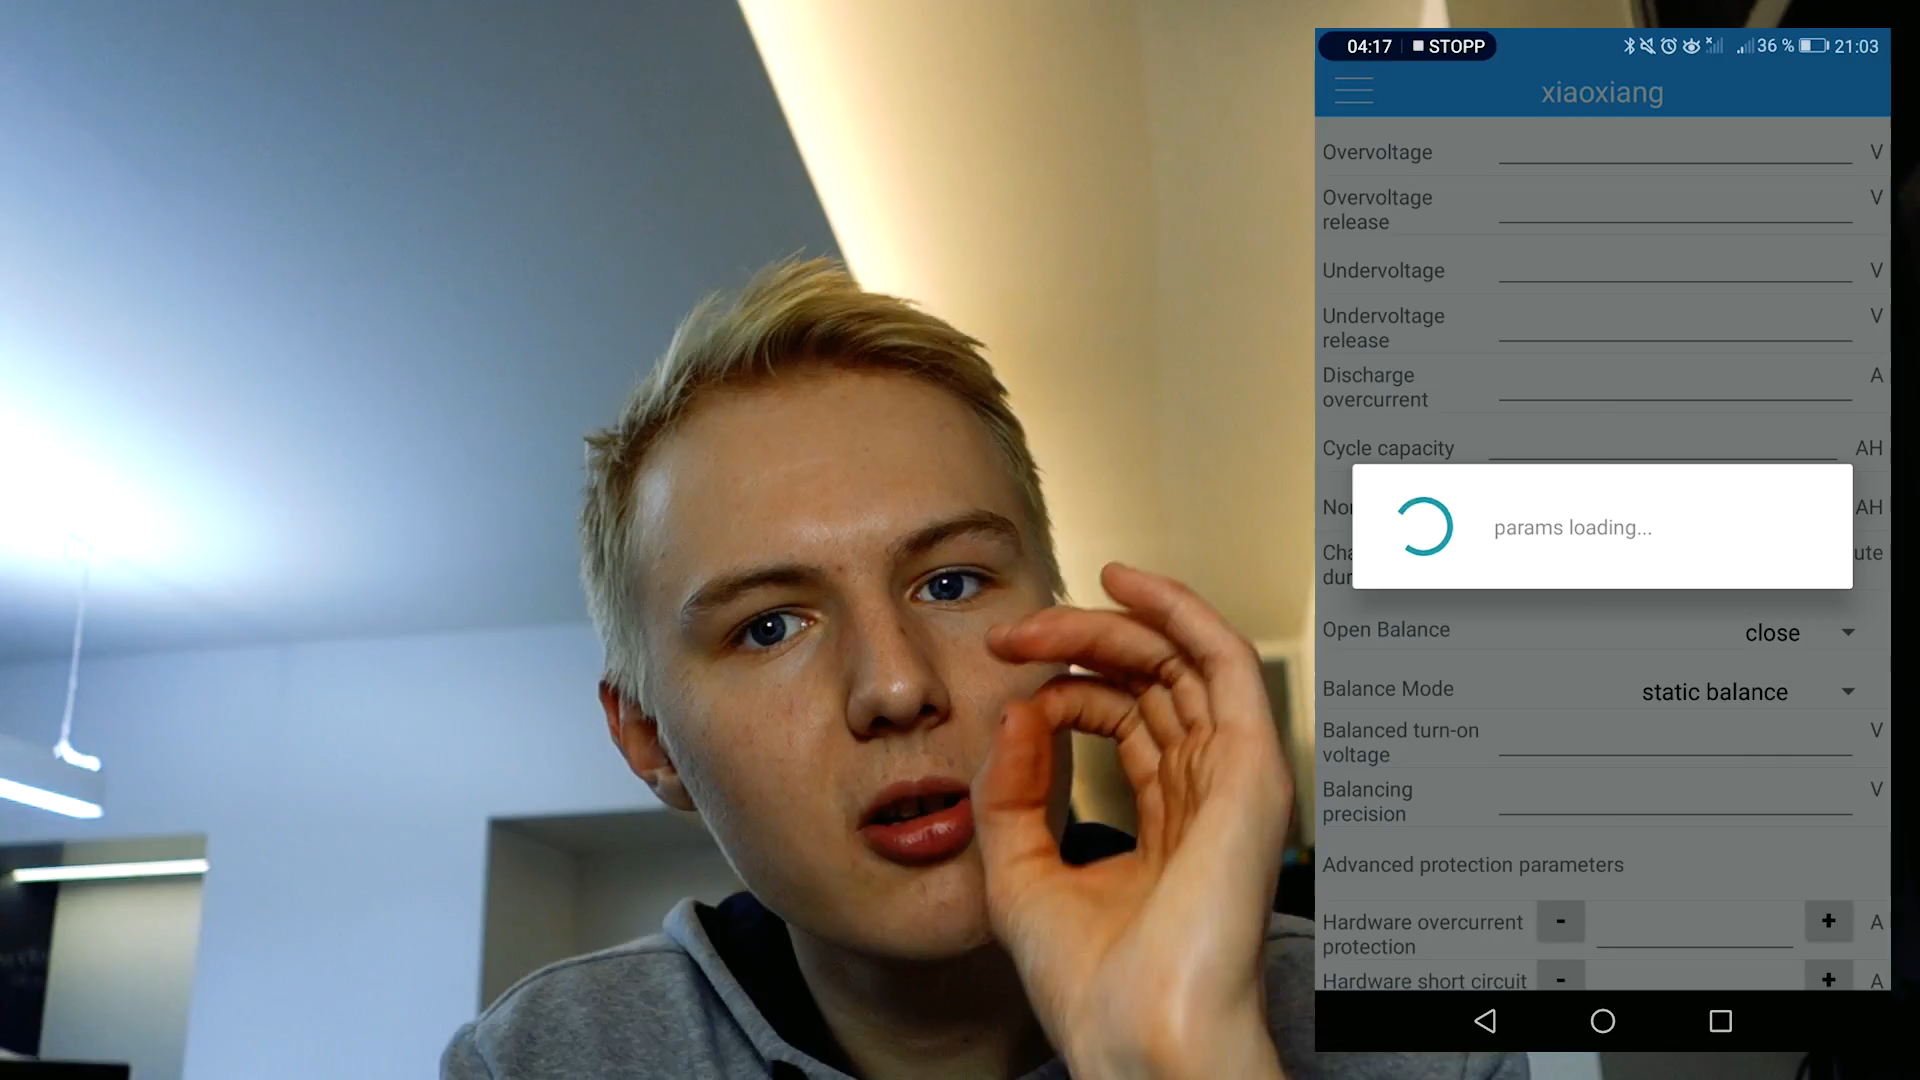 04:17 STOPP 36 % 21:03
xiaoxiang
Overvoltage V
Overvoltage V
release
Undervoltage V
Undervoltage V
release
Discharge A
overcurrent
Cycle capacity AH
AH
params loading...
Open Balance close
Balance Mode static balance
Balanced turn-on V
voltage
Balancing V
precision
Advanced protection parameters
Hardware overcurrent - + A
protection
Hardware short circuit - + A